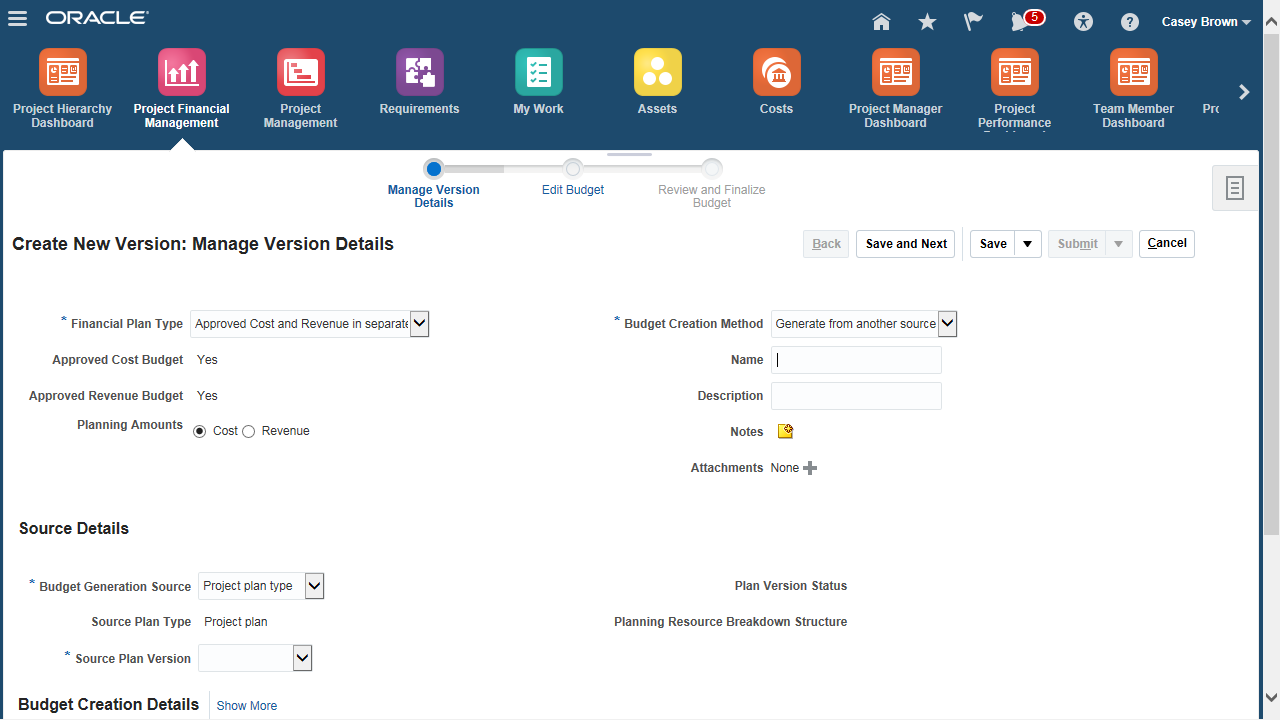 ORACLE
5
Casey Brown
Project Hierarchy
Dashboard
Project Financial
Management
Project
Management
Requirements
My Work
Assets
Costs
Project Manager
Dashboard
Project
Performance
Team Member
Dashboard
Pro
Manage Version
Details
Edit Budget
Review and Finalize
Budget
Create New Version: Manage Version Details
Back
Save and Next
Save
Submit
Cancel
* Financial Plan Type Approved Cost and Revenue in separate
Approved Cost Budget Yes
Approved Revenue Budget Yes
Planning Amounts Cost Revenue
* Budget Creation Method Generate from another source
Name
Description
Notes
Attachments None
Source Details
* Budget Generation Source Project plan type
Source Plan Type Project plan
* Source Plan Version
Plan Version Status
Planning Resource Breakdown Structure
Budget Creation Details Show More